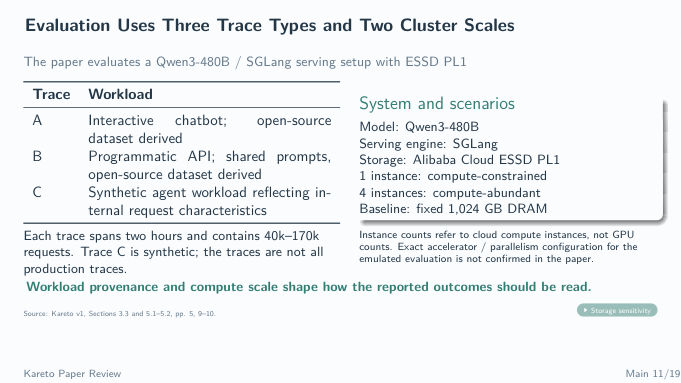 Evaluation Uses Three Trace Types and Two Cluster Scales
The paper evaluates a Qwen3-480B / SGLang serving setup with ESSD PL1
Trace Workload
A Interactive chatbot; open-source
dataset derived
B Programmatic API; shared prompts,
open-source dataset derived
C Synthetic agent workload reflecting in-
ternal request characteristics
Each trace spans two hours and contains 40k–170k
requests. Trace C is synthetic; the traces are not all
production traces.
System and scenarios
Model: Qwen3-480B
Serving engine: SGLang
Storage: Alibaba Cloud ESSD PL1
1 instance: compute-constrained
4 instances: compute-abundant
Baseline: fixed 1,024 GB DRAM
Instance counts refer to cloud compute instances, not GPU
counts. Exact accelerator / parallelism configuration for the
emulated evaluation is not confirmed in the paper.
Workload provenance and compute scale shape how the reported outcomes should be read.
Source: Kareto v1, Sections 3.3 and 5.1–5.2, pp. 5, 9–10.
Storage sensitivity
Kareto Paper Review
Main 11/19